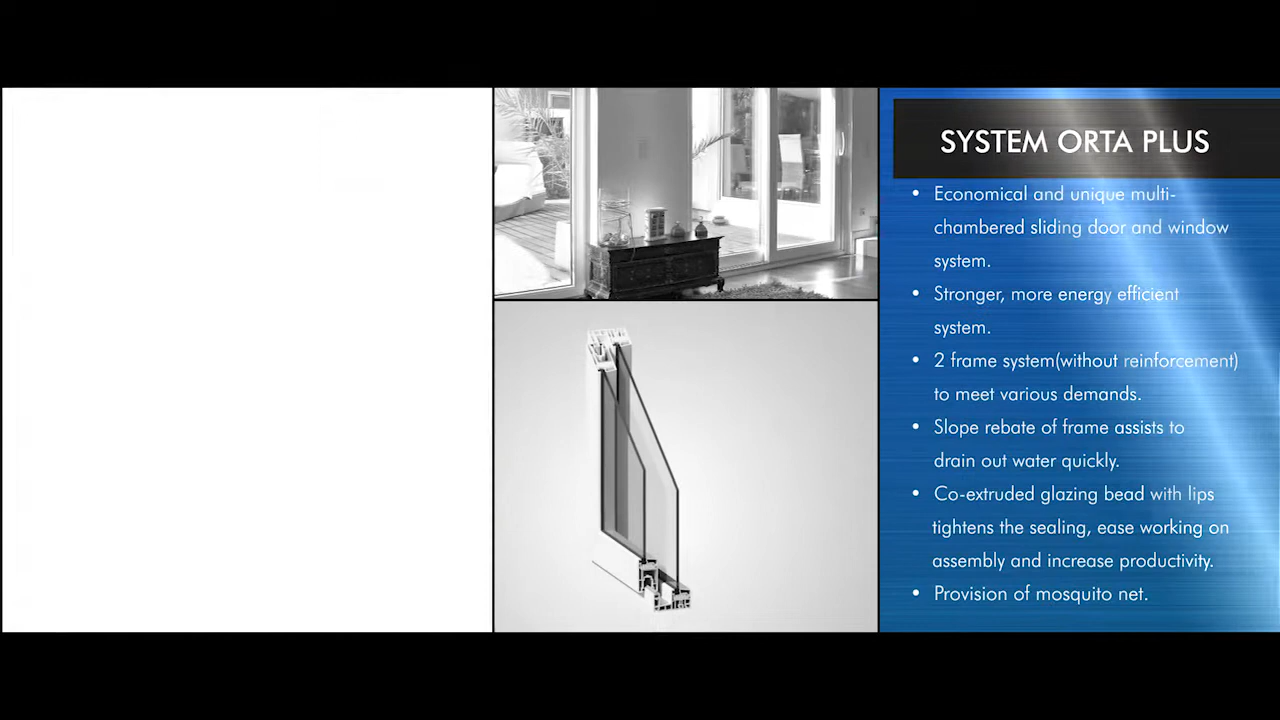 SYSTEM ORTA PLUS
• Economical and unique multi-
chambered sliding door and window
system.
• Stronger, more energy efficient
system.
• 2 frame system(without reinforcement)
to meet various demands.
• Slope rebate of frame assists to
drain out water quickly.
• Co-extruded glazing bead with lips
tightens the sealing, ease working on
assembly and increase productivity.
• Provision of mosquito net.